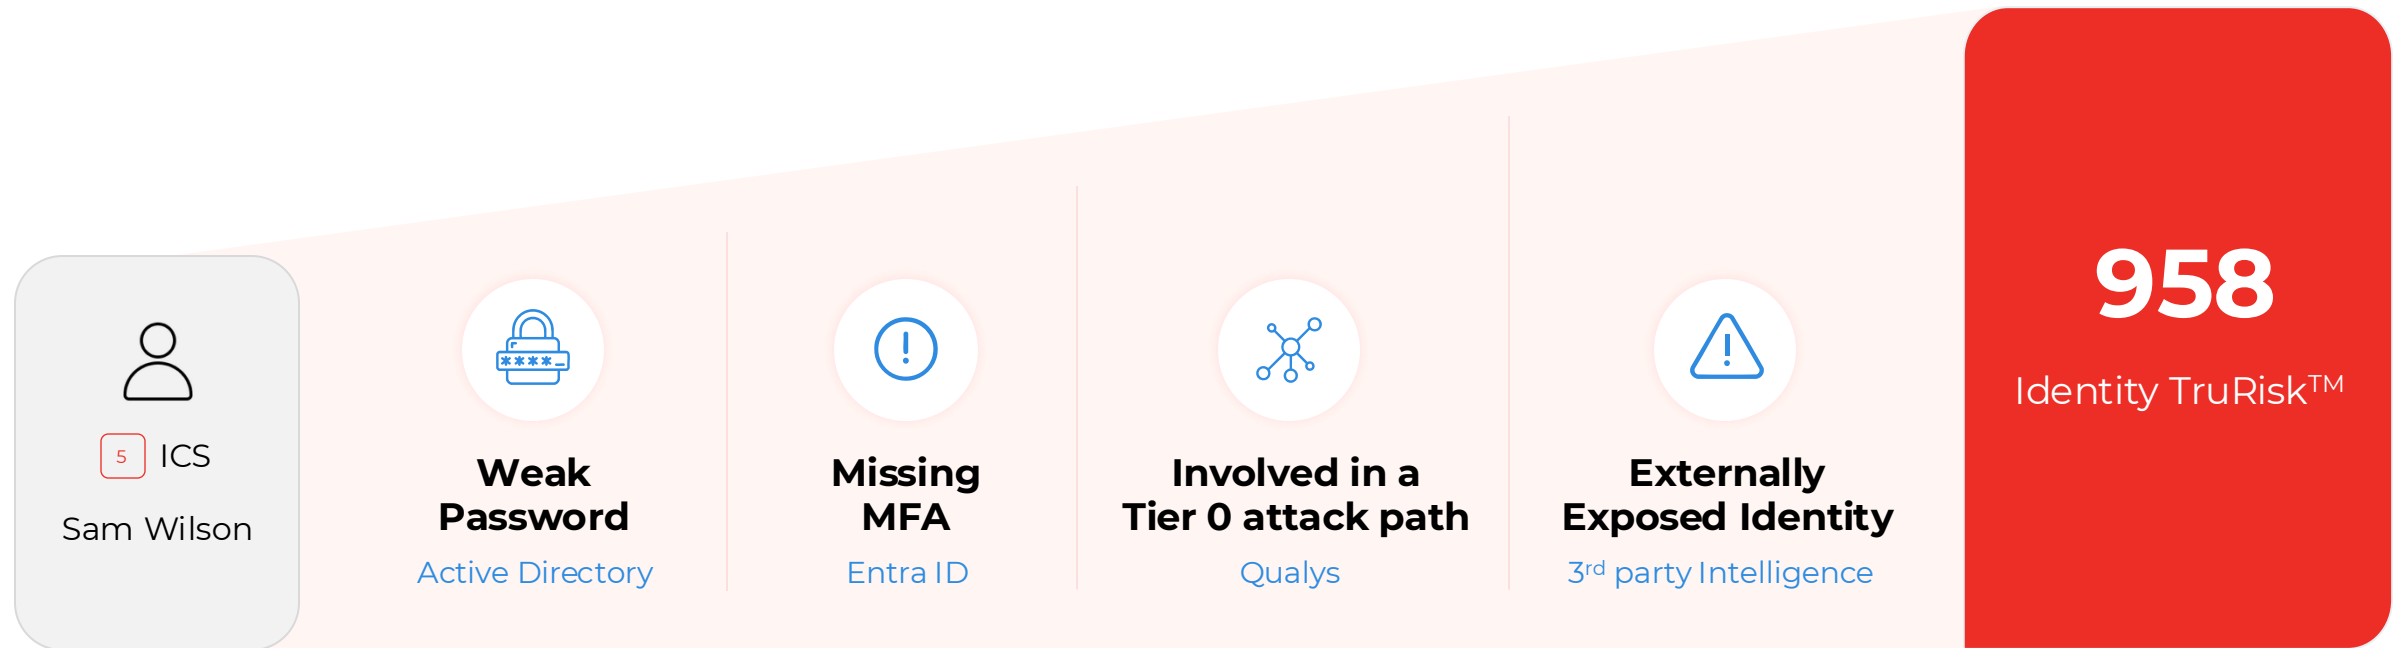 5 ICS
Sam Wilson
****_
Weak
Password
Active Directory
Missing
MFA
Entra ID
Involved in a
Tier 0 attack path
Qualys
Externally
Exposed Identity
3rd party Intelligence
958
Identity TruRisk™